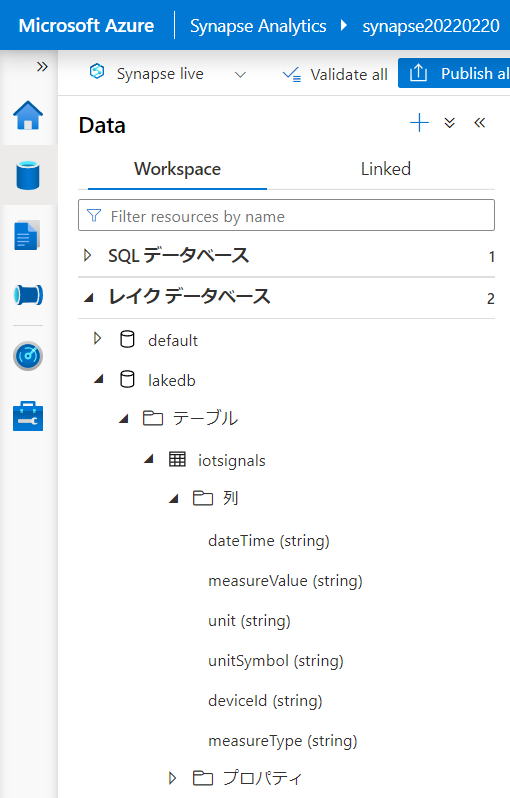 Microsoft Azure Synapse Analytics synapse20220220
Synapse live Validate all Publish al
Data
Workspace Linked
Filter resources by name
SQL データベース 1
レイク データベース 2
default
lakedb
テーブル
iotsignals
列
dateTime (string)
measureValue (string)
unit (string)
unitSymbol (string)
deviceId (string)
measureType (string)
プロパティ